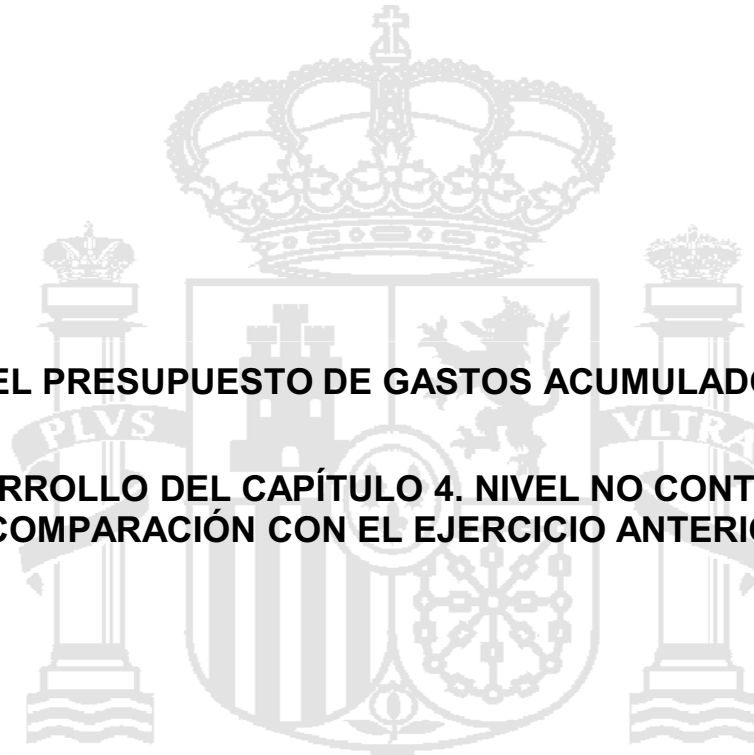 EL PRESUPUESTO DE GASTOS ACUMULADO
PLVS
VLTRA
RROLLO DEL CAPÍTULO 4. NIVEL NO CONT
COMPARACIÓN CON EL EJERCICIO ANTERIO